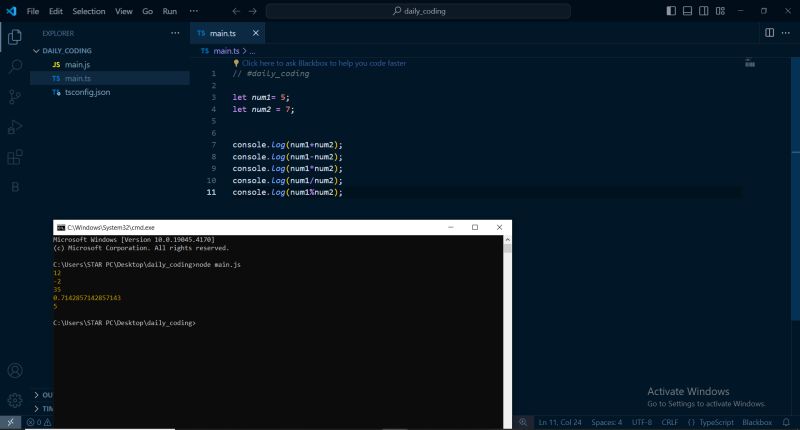 File Edit Selection View Go Run ··· daily_coding
EXPLORER ···
DAILY_CODING
JS main.js
TS main.ts
TS tsconfig.json
TS main.ts ×
TS main.ts > ...
Click here to ask Blackbox to help you code faster
1 // #daily_coding
2
3 let num1= 5;
4 let num2 = 7;
5
6
7 console.log(num1+num2);
8 console.log(num1-num2);
9 console.log(num1*num2);
10 console.log(num1/num2);
11 console.log(num1%num2);
C:\Windows\System32\cmd.exe
Microsoft Windows [Version 10.0.19045.4170]
(c) Microsoft Corporation. All rights reserved.
C:\Users\STAR PC\Desktop\daily_coding>node main.js
12
-2
35
0.7142857142857143
5
C:\Users\STAR PC\Desktop\daily_coding>
Activate Windows
Go to Settings to activate Windows.
OU
TIM
0
Ln 11, Col 24 Spaces: 4 UTF-8 CRLF {} TypeScript Blackbox